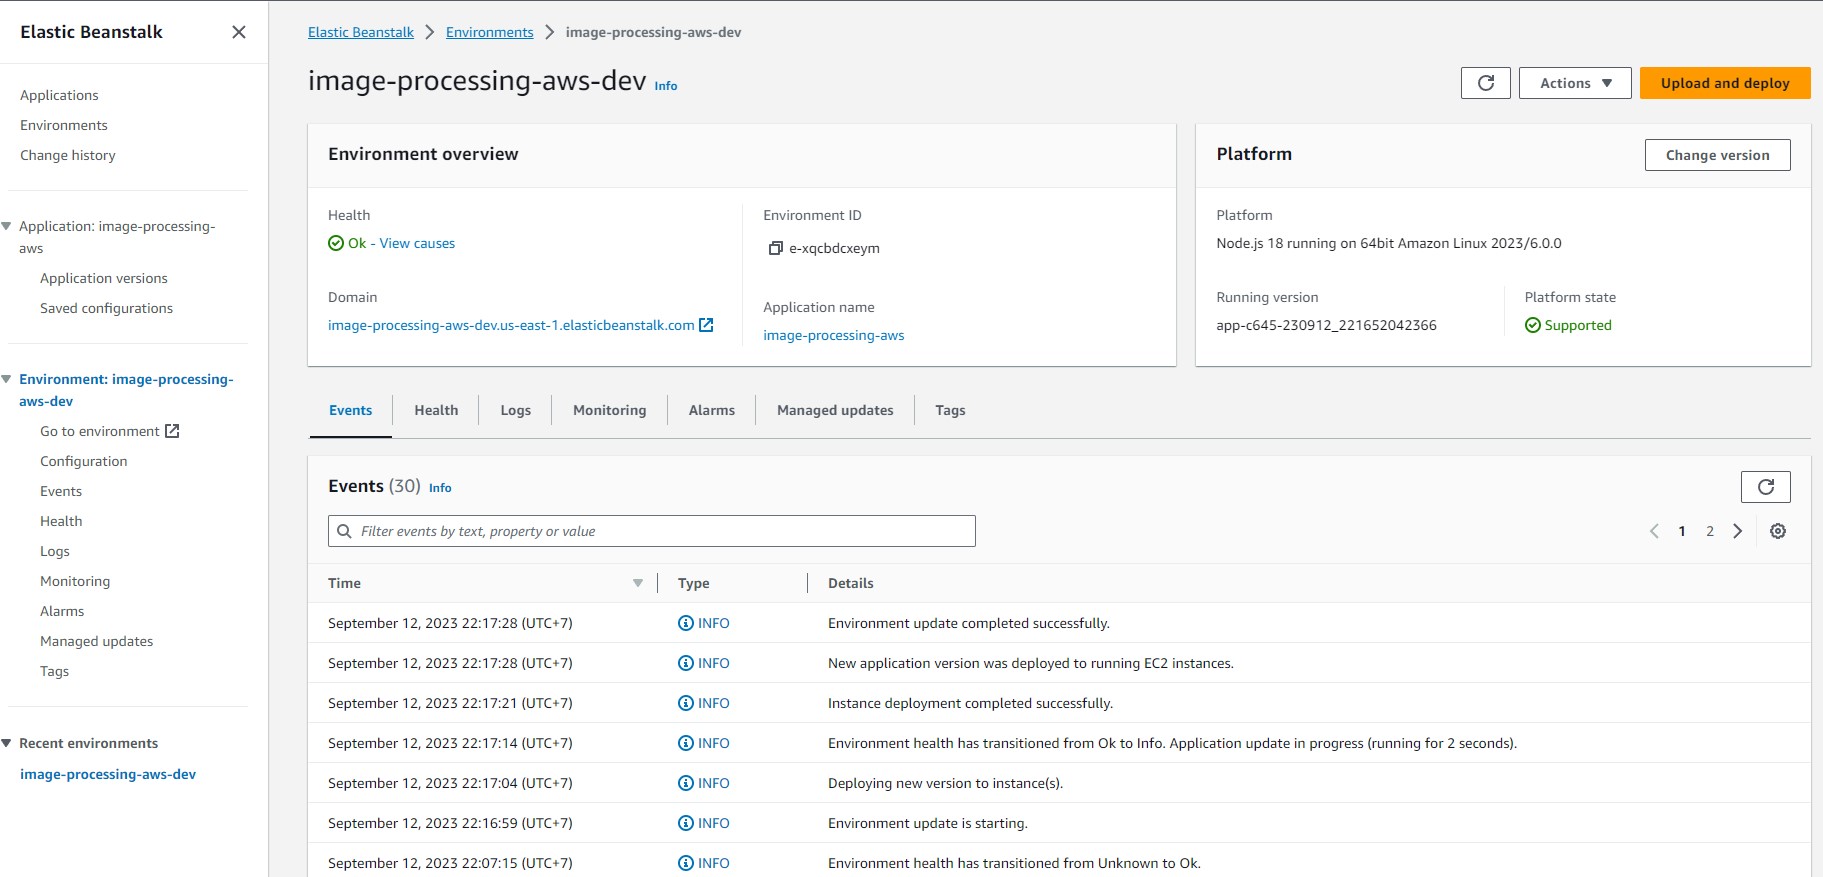 Elastic Beanstalk
Applications
Environments
Change history
Application: image-processing-
aws
Application versions
Saved configurations
Environment: image-processing-
aws-dev
Go to environment
Configuration
Events
Health
Logs
Monitoring
Alarms
Managed updates
Tags
Recent environments
image-processing-aws-dev
Elastic Beanstalk Environments image-processing-aws-dev
image-processing-aws-dev Info
Actions Upload and deploy
Environment overview
Health
Ok - View causes
Domain
image-processing-aws-dev.us-east-1.elasticbeanstalk.com
Environment ID
e-xqcbdcxeym
Application name
image-processing-aws
Platform Change version
Platform
Node.js 18 running on 64bit Amazon Linux 2023/6.0.0
Running version
app-c645-230912_221652042366
Platform state
Supported
Events Health Logs Monitoring Alarms Managed updates Tags
Events (30) Info
Filter events by text, property or value
1 2
Time Type Details
September 12, 2023 22:17:28 (UTC+7) INFO Environment update completed successfully.
September 12, 2023 22:17:28 (UTC+7) INFO New application version was deployed to running EC2 instances.
September 12, 2023 22:17:21 (UTC+7) INFO Instance deployment completed successfully.
September 12, 2023 22:17:14 (UTC+7) INFO Environment health has transitioned from Ok to Info. Application update in progress (running for 2 seconds).
September 12, 2023 22:17:04 (UTC+7) INFO Deploying new version to instance(s).
September 12, 2023 22:16:59 (UTC+7) INFO Environment update is starting.
September 12, 2023 22:07:15 (UTC+7) INFO Environment health has transitioned from Unknown to Ok.